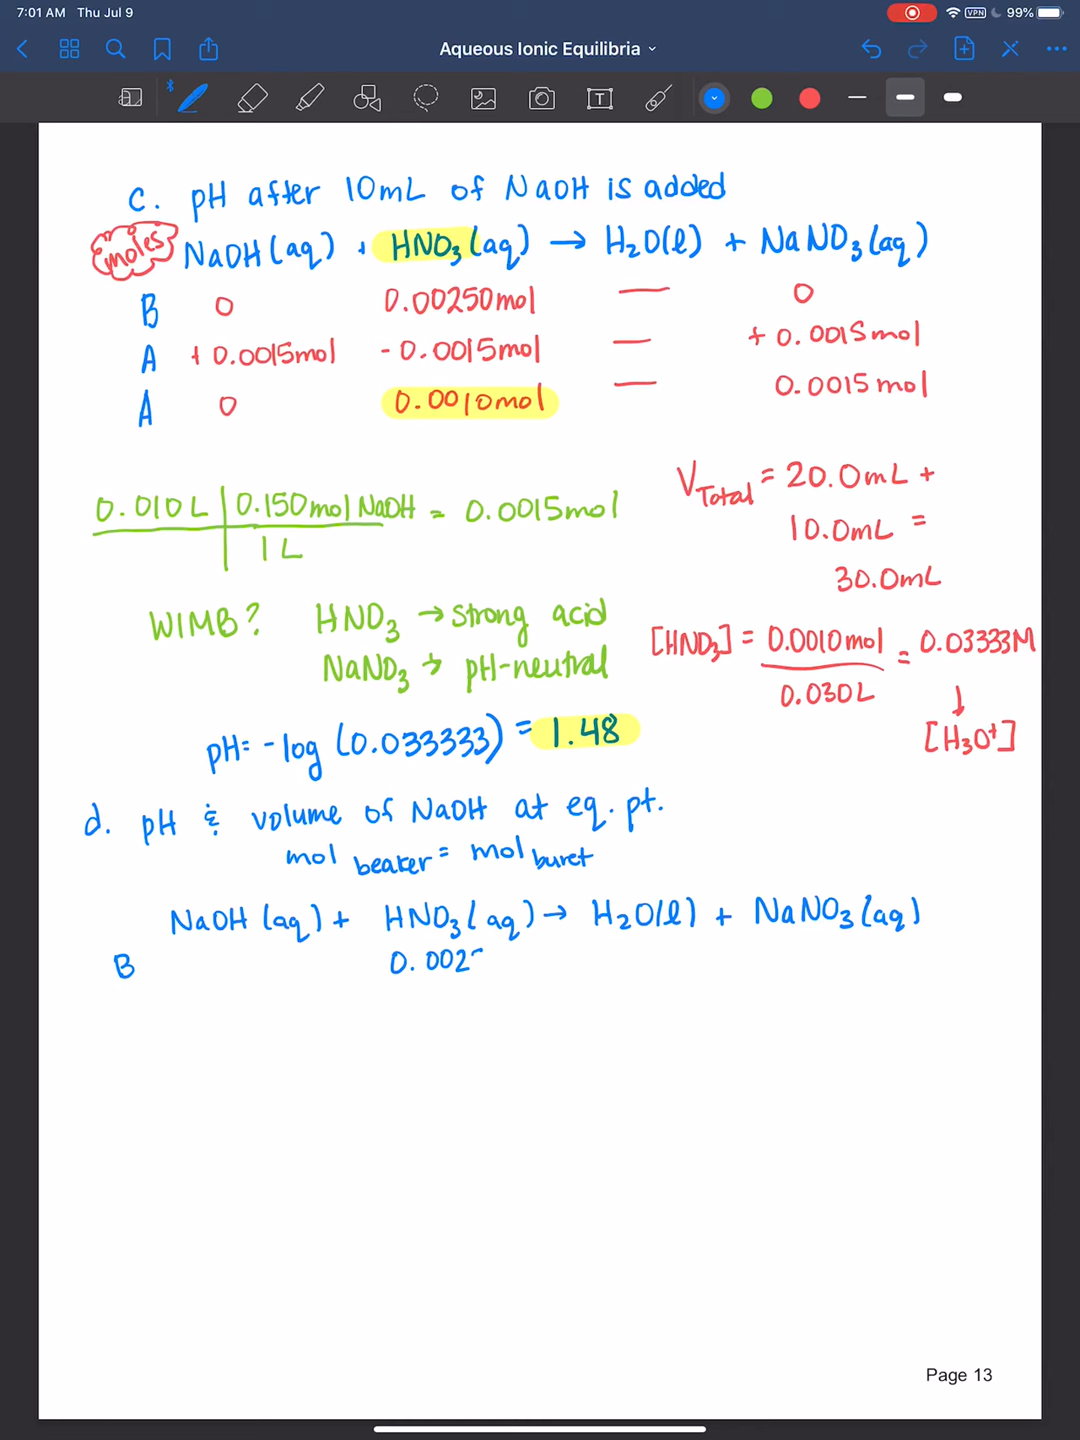 7:01 AM Thu Jul 9 VPN 99%
Aqueous Ionic Equilibria
T
c. pH after 10mL of NaOH is added
moles NaOH(aq) + HNO₃(aq) → H₂O(l) + NaNO₃(aq)
B 0 0.00250mol — 0
A + 0.0015mol - 0.0015mol — + 0.0015mol
A 0 0.0010mol — 0.0015mol
V Total = 20.0mL +
10.0mL =
30.0mL
0.010L | 0.150mol NaOH = 0.0015mol
1L
WIMB? HNO₃ → strong acid
NaNO₃ → pH-neutral
[HNO₃] = 0.0010mol = 0.03333M
0.030L ↓
[H₃O⁺]
pH = -log(0.033333) = 1.48
d. pH & volume of NaOH at eq. pt.
mol beaker = mol buret
NaOH(aq) + HNO₃(aq) → H₂O(l) + NaNO₃(aq)
B 0.002
Page 13